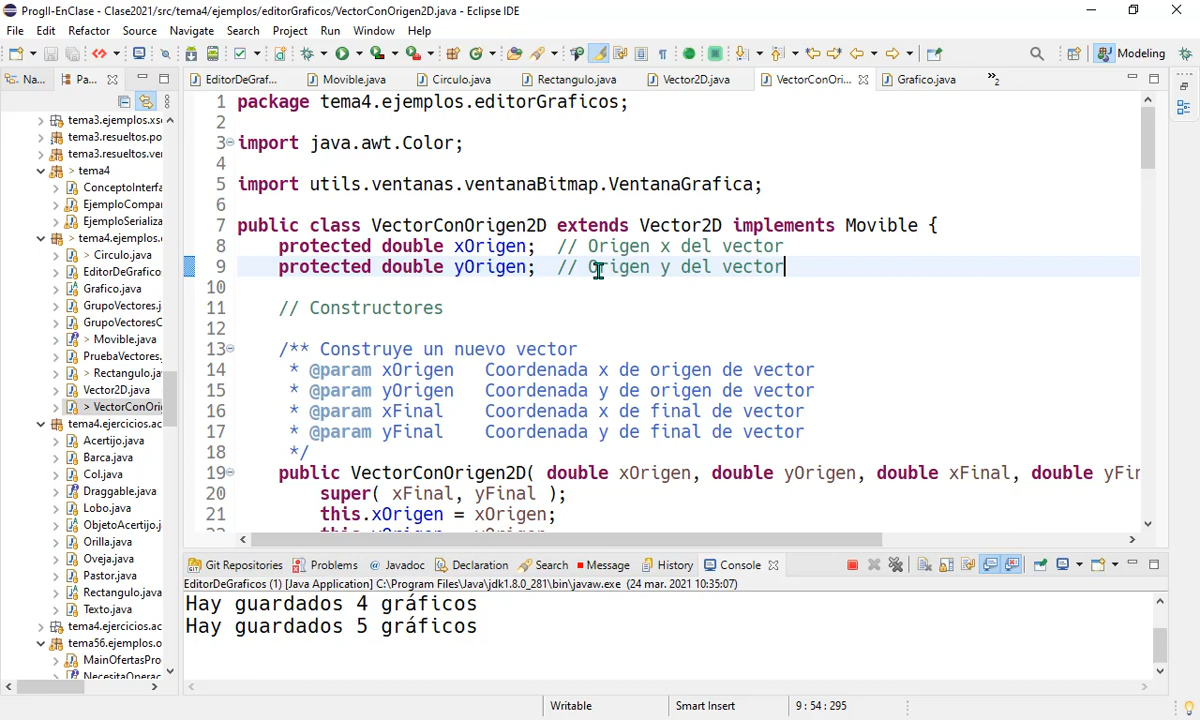 ProgII-EnClase - Clase2021/src/tema4/ejemplos/editorGraficos/VectorConOrigen2D.java - Eclipse IDE
File Edit Refactor Source Navigate Search Project Run Window Help
Modeling
Na...
Pa...
EditorDeGraf...
Movible.java
Circulo.java
Rectangulo.java
Vector2D.java
VectorConOri...
Grafico.java
»2
tema3.ejemplos.xs
tema3.resueltos.po
tema3.resueltos.ve
> tema4
ConceptoInterfa
EjemploCompa
EjemploSerializa
> tema4.ejemplos.
> Circulo.java
EditorDeGrafico
Grafico.java
GrupoVectores.j
GrupoVectoresC
> Movible.java
PruebaVectores.
> Rectangulo.ja
Vector2D.java
> VectorConOri
tema4.ejercicios.ac
Acertijo.java
Barca.java
Col.java
Draggable.java
Lobo.java
ObjetoAcertijo.j
Orilla.java
Oveja.java
Pastor.java
Rectangulo.java
Texto.java
tema4.ejercicios.ac
tema56.ejemplos.o
MainOfertasPro
NecesitaOperac
1 package tema4.ejemplos.editorGraficos;
2
3 import java.awt.Color;
4
5 import utils.ventanas.ventanaBitmap.VentanaGrafica;
6
7 public class VectorConOrigen2D extends Vector2D implements Movible {
8 protected double xOrigen; // Origen x del vector
9 protected double yOrigen; // Origen y del vector
10
11 // Constructores
12
13 /** Construye un nuevo vector
14 * @param xOrigen Coordenada x de origen de vector
15 * @param yOrigen Coordenada y de origen de vector
16 * @param xFinal Coordenada x de final de vector
17 * @param yFinal Coordenada y de final de vector
18 */
19 public VectorConOrigen2D( double xOrigen, double yOrigen, double xFinal, double yFin
20 super( xFinal, yFinal );
21 this.xOrigen = xOrigen;
Git Repositories Problems @ Javadoc Declaration Search Message History Console
EditorDeGraficos (1) [Java Application] C:\Program Files\Java\jdk1.8.0_281\bin\javaw.exe (24 mar. 2021 10:35:07)
Hay guardados 4 gráficos
Hay guardados 5 gráficos
Writable Smart Insert 9 : 54 : 295